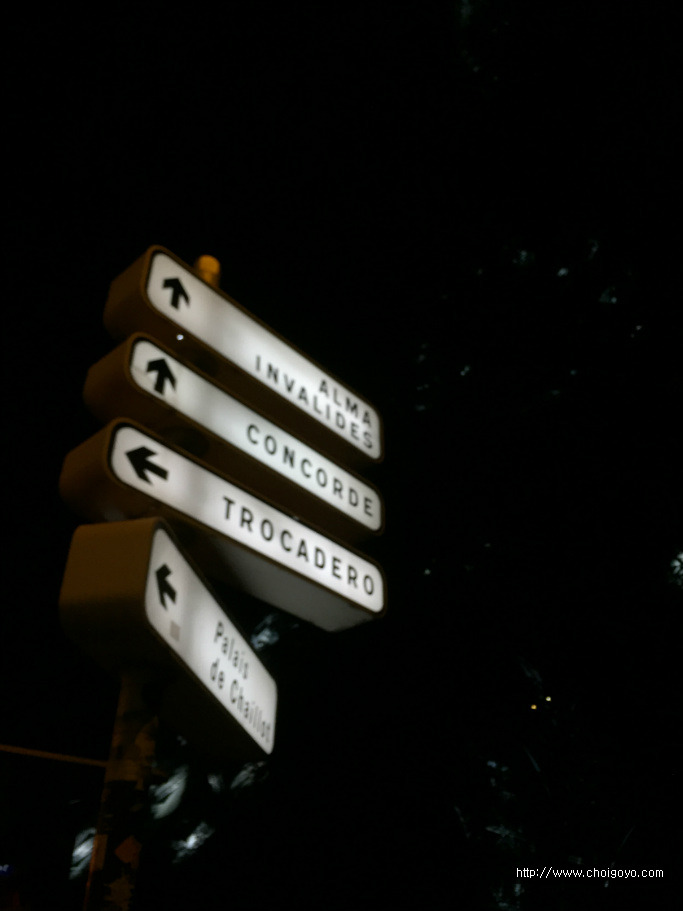 ALMA
INVALIDES
CONCORDE
TROCADERO
Palais
de Chaillot
http://www.choigoyo.com